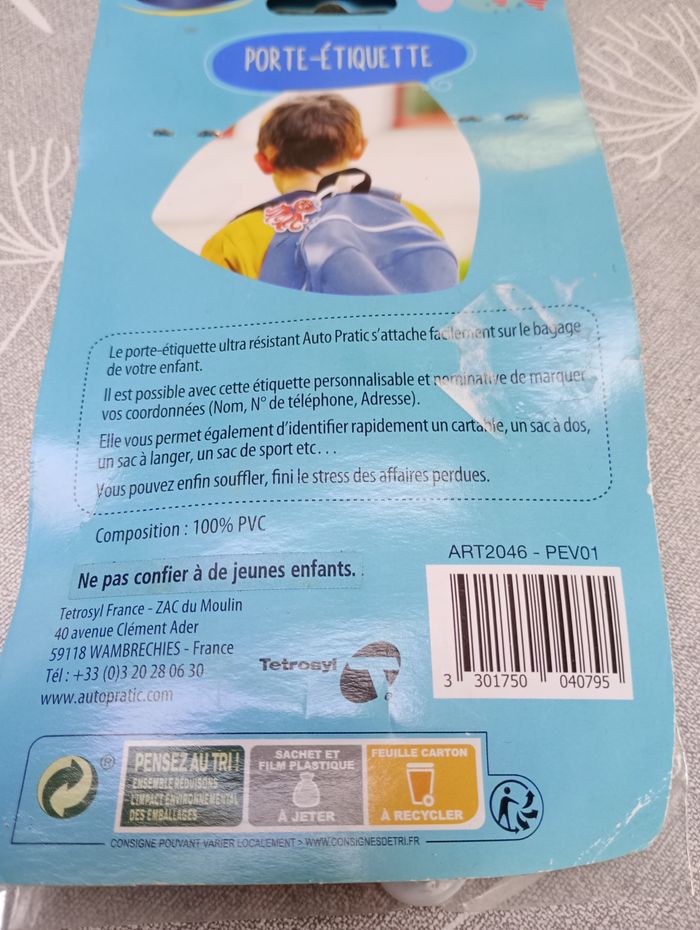 PORTE-ÉTIQUETTE
Le porte-étiquette ultra résistant Auto Pratic s'attache facilement sur le bagage
de votre enfant.
Il est possible avec cette étiquette personnalisable et nominative de marquer
vos coordonnées (Nom, N° de téléphone, Adresse).
Elle vous permet également d'identifier rapidement un cartable, un sac à dos,
un sac à langer, un sac de sport etc...
Vous pouvez enfin souffler, fini le stress des affaires perdues.
Composition : 100% PVC
Ne pas confier à de jeunes enfants.
Tetrosyl France - ZAC du Moulin
40 avenue Clément Ader
59118 WAMBRECHIES - France
Tél : +33 (0)3 20 28 06 30
www.autopratic.com
Tetrosyl
ART2046 - PEV01
3 301750 040795
®
PENSEZ AU TRI !
ENSEMBLE RÉDUISONS
L'IMPACT ENVIRONNEMENTAL
DES EMBALLAGES
SACHET ET
FILM PLASTIQUE
À JETER
FEUILLE CARTON
À RECYCLER
CONSIGNE POUVANT VARIER LOCALEMENT > WWW.CONSIGNESDETRI.FR